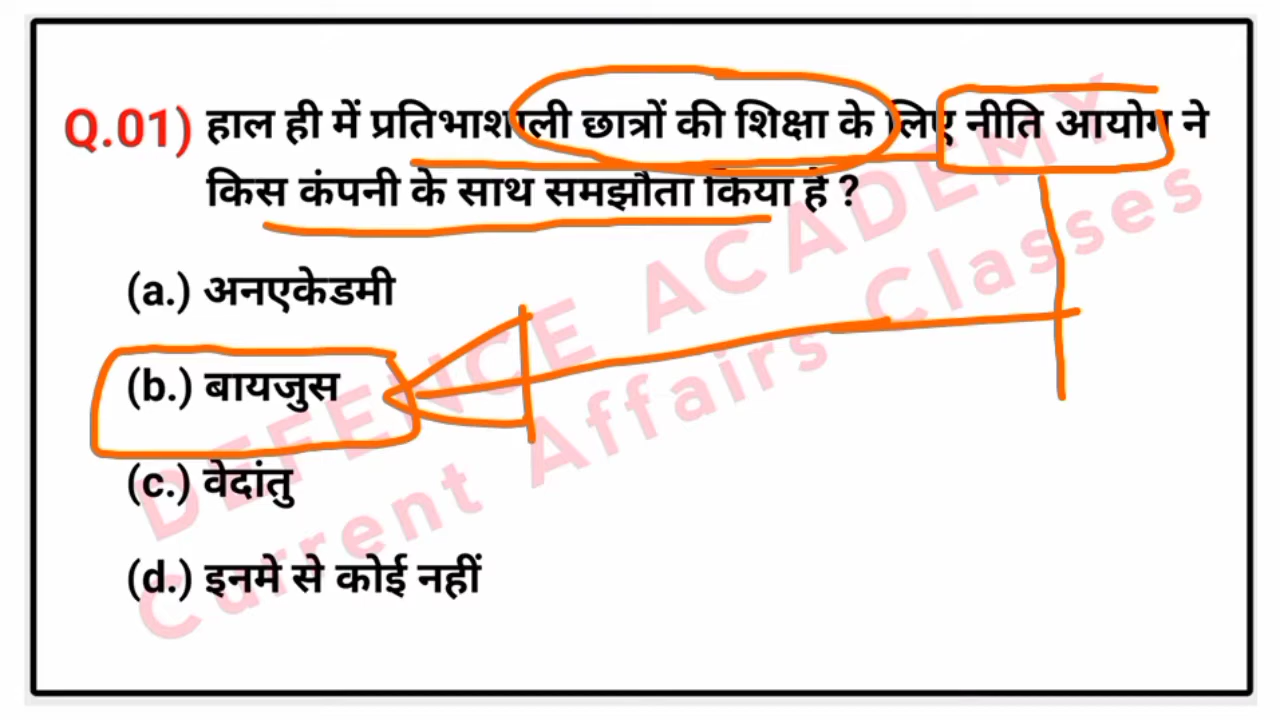 Q.01) हाल ही में प्रतिभाशाली छात्रों की शिक्षा के लिए नीति आयोग ने
किस कंपनी के साथ समझौता किया है ?
(a.) अनएकेडमी
(b.) बायजुस
(c.) वेदांतु
(d.) इनमे से कोई नहीं
DEFENCE ACADEMY
Current Affairs Classes